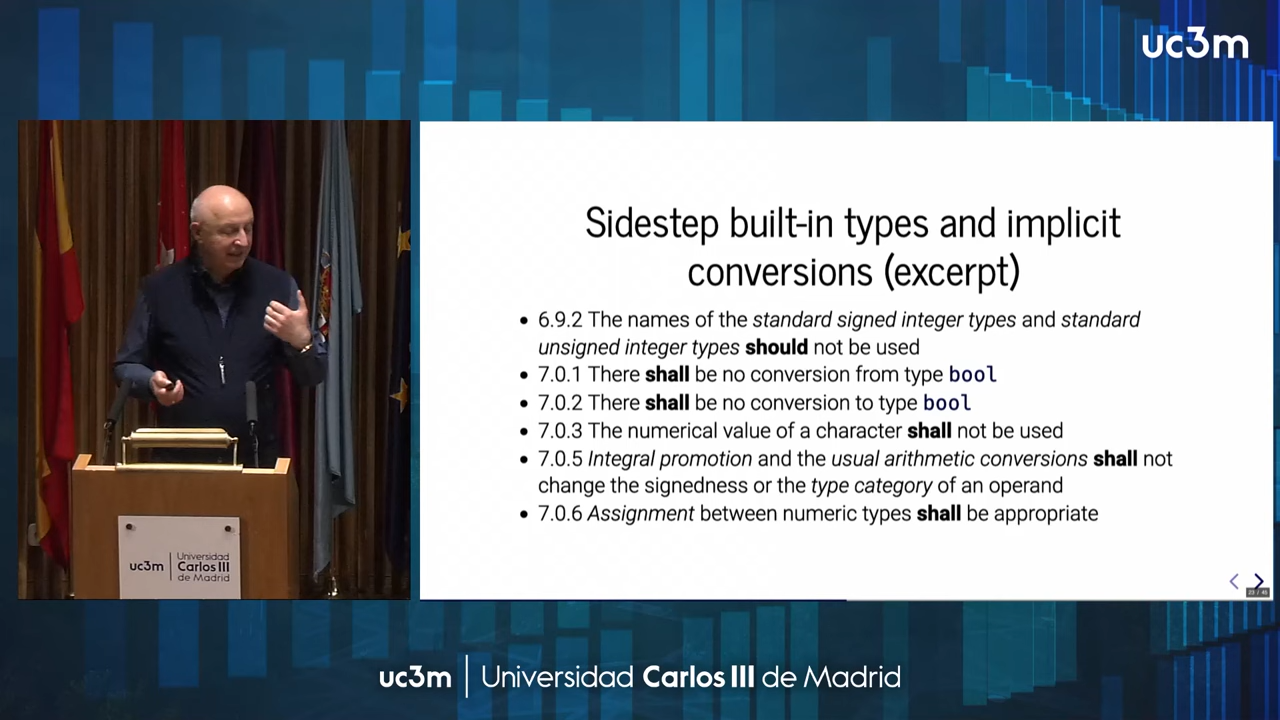 uc3m
Sidestep built-in types and implicit
conversions (excerpt)
• 6.9.2 The names of the standard signed integer types and standard
unsigned integer types should not be used
• 7.0.1 There shall be no conversion from type bool
• 7.0.2 There shall be no conversion to type bool
• 7.0.3 The numerical value of a character shall not be used
• 7.0.5 Integral promotion and the usual arithmetic conversions shall not
change the signedness or the type category of an operand
• 7.0.6 Assignment between numeric types shall be appropriate
23 / 45
uc3m
Universidad
Carlos III
de Madrid
uc3m | Universidad Carlos III de Madrid